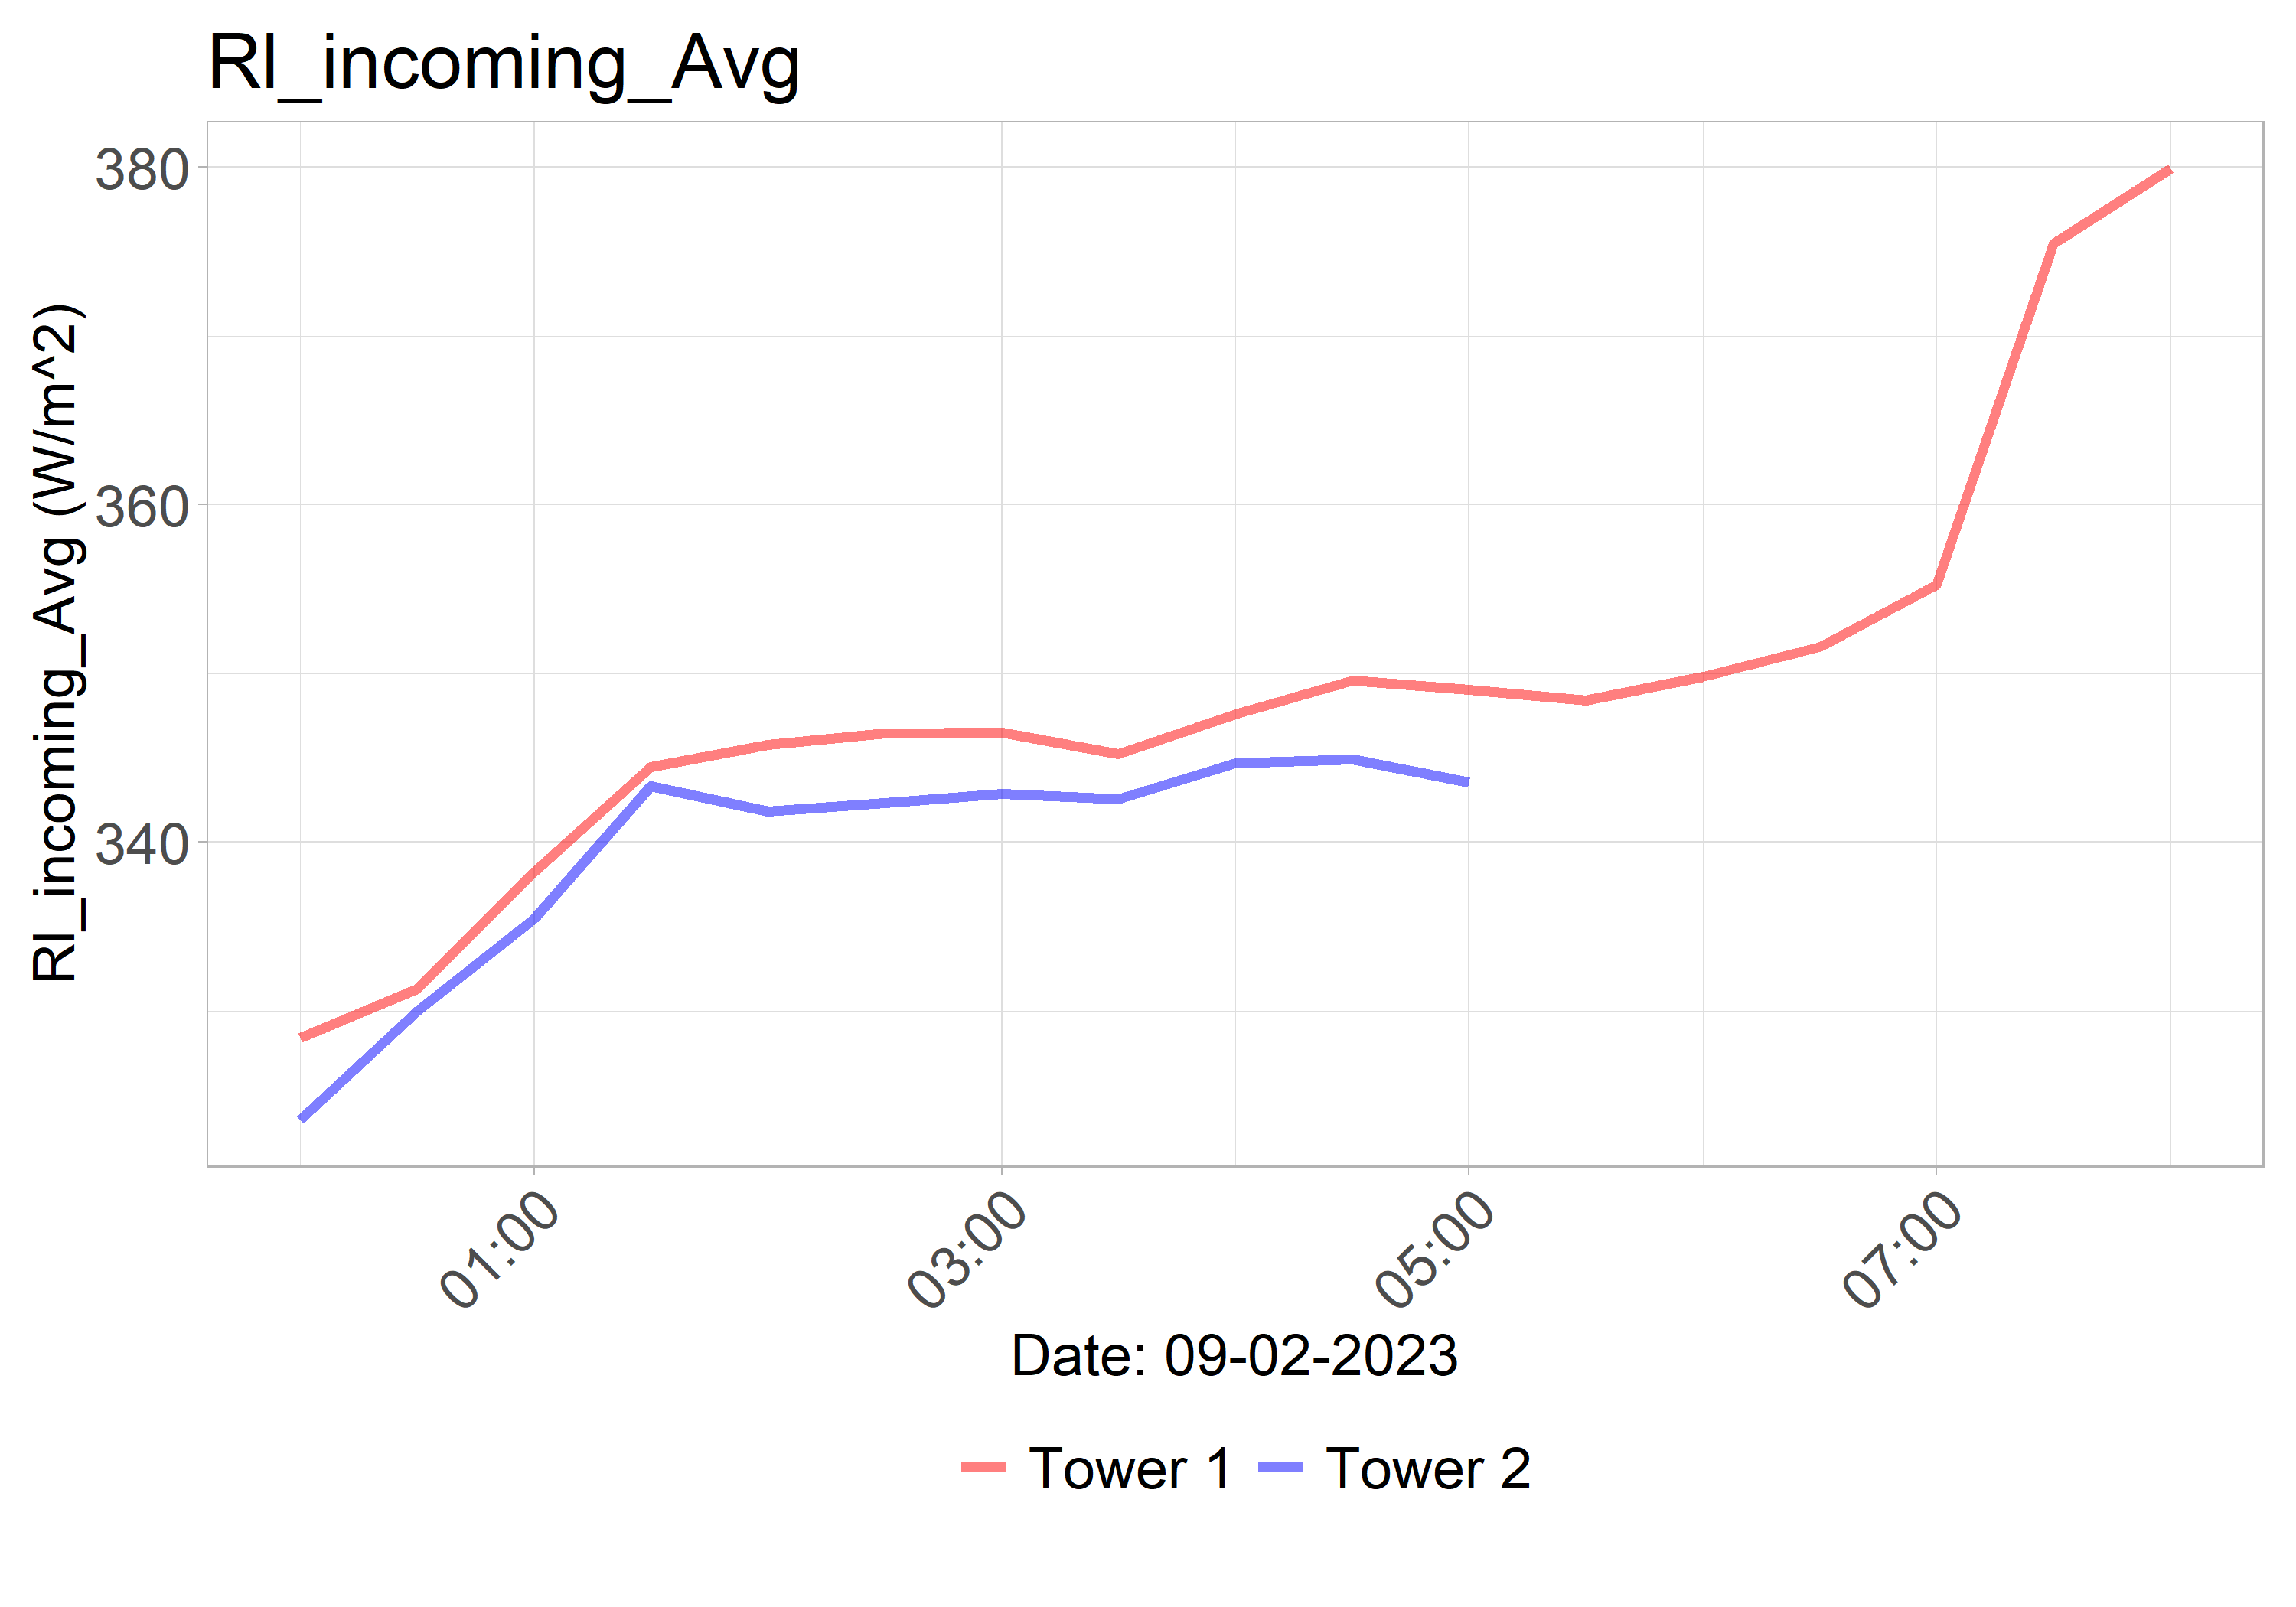 Rl_incoming_Avg
Rl_incoming_Avg (W/m^2)
380
360
340
01:00
03:00
05:00
07:00
Date: 09-02-2023
Tower 1
Tower 2